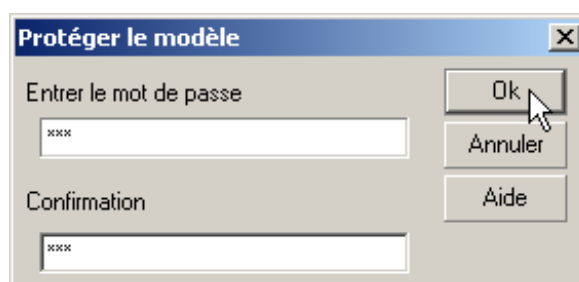 Protéger le modèle
Entrer le mot de passe
Ok
***
Annuler
Confirmation
Aide
***